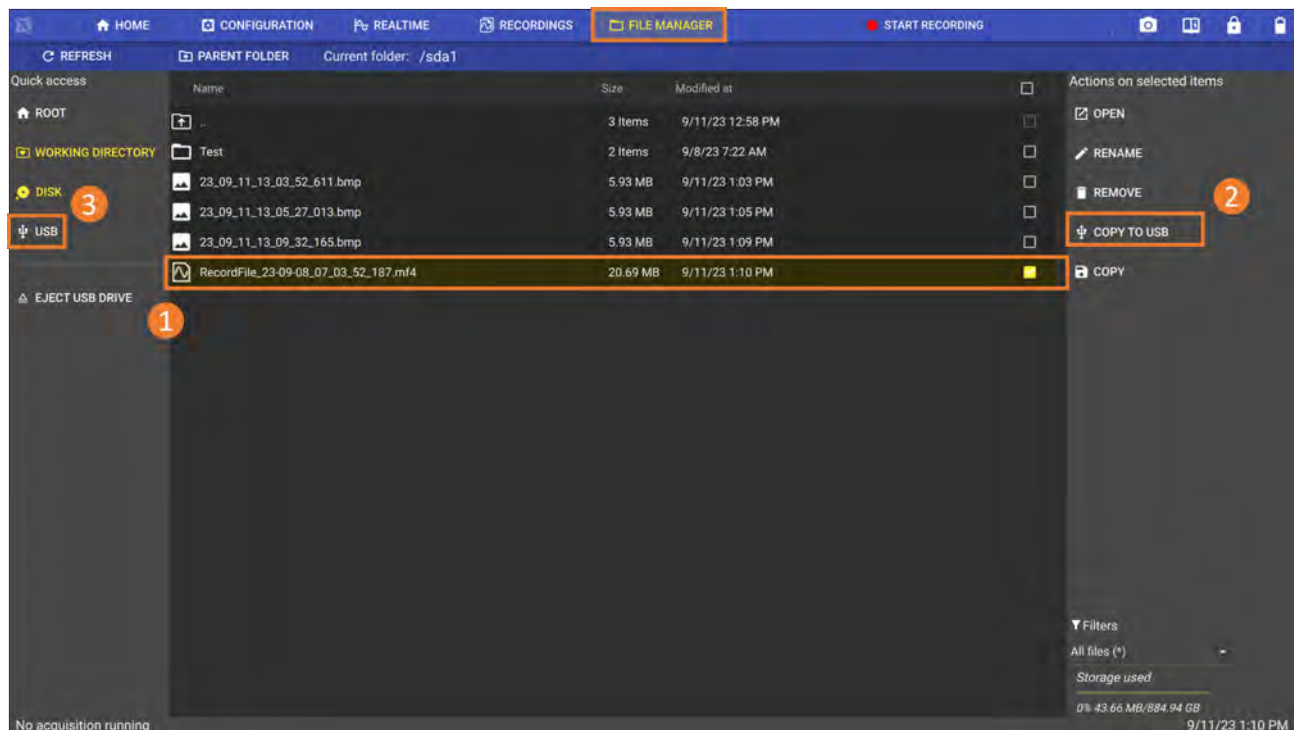 HOME CONFIGURATION REALTIME RECORDINGS FILE MANAGER START RECORDING
REFRESH PARENT FOLDER Current folder: /sda1
Quick access
ROOT
WORKING DIRECTORY
DISK
3
USB
EJECT USB DRIVE
1
Name Size Modified at
.. 3 Items 9/11/23 12:58 PM
Test 2 Items 9/8/23 7:22 AM
23_09_11_13_03_52_611.bmp 5.93 MB 9/11/23 1:03 PM
23_09_11_13_05_27_013.bmp 5.93 MB 9/11/23 1:05 PM
23_09_11_13_09_32_165.bmp 5.93 MB 9/11/23 1:09 PM
RecordFile_23-09-08_07_03_52_187.mf4 20.69 MB 9/11/23 1:10 PM
Actions on selected items
OPEN
RENAME
REMOVE
2
COPY TO USB
COPY
Filters
All files (*)
Storage used
0% 43.66 MB/884.94 GB
No acquisition running 9/11/23 1:10 PM